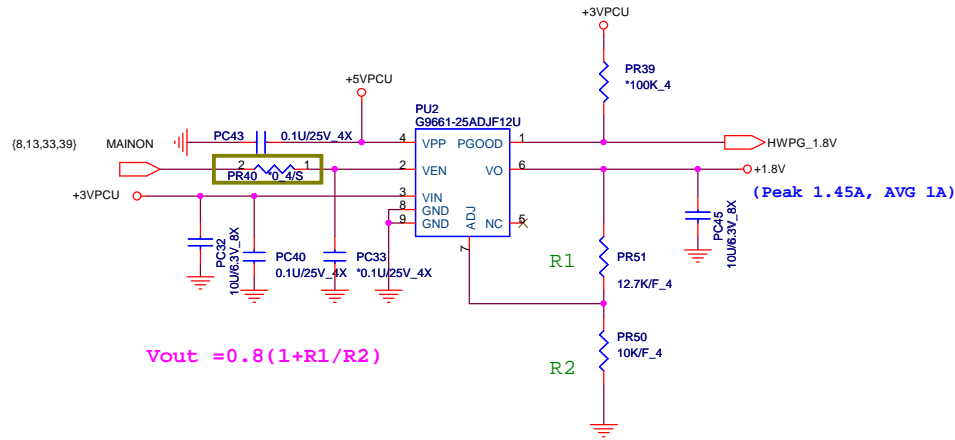 +3VPCU
PR39
*100K_4
+5VPCU
PU2
G9661-25ADJF12U
{8,13,33,39}
MAINON
PC43
0.1U/25V_4X
4
VPP
PGOOD
1
HWPG_1.8V
2
1
PR40
*0_4/S
2
VEN
VO
6
+1.8V
(Peak 1.45A, AVG 1A)
+3VPCU
3
VIN
8
GND
9
GND
ADJ
NC
5
7
PC32
10U/6.3V_8X
PC40
0.1U/25V_4X
PC33
*0.1U/25V_4X
PC45
10U/6.3V_8X
R1
PR51
12.7K/F_4
Vout =0.8(1+R1/R2)
R2
PR50
10K/F_4